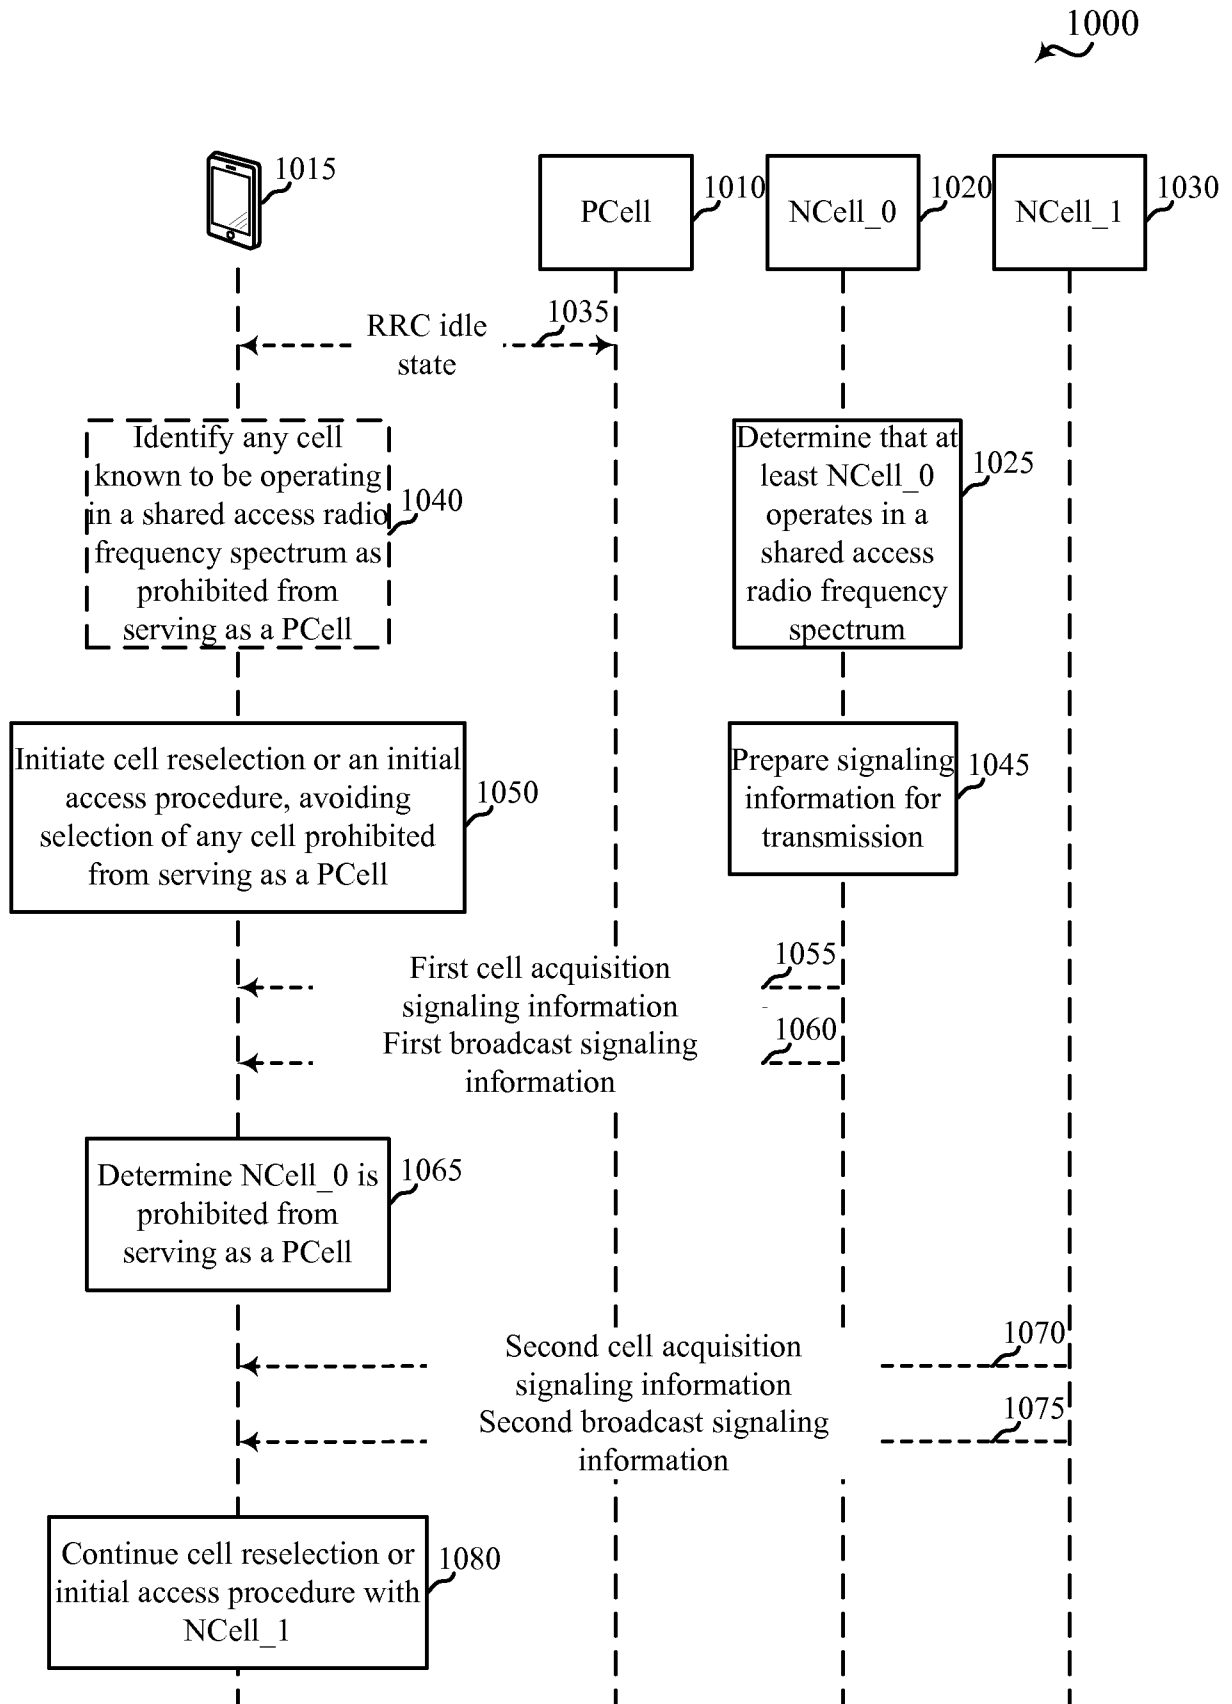 1000
1015
PCell
1010
NCell_0
1020
NCell_1
1030
RRC idle
state
1035
Identify any cell
known to be operating
in a shared access radio
frequency spectrum as
prohibited from
serving as a PCell
1040
Determine that at
least NCell_0
operates in a
shared access
radio frequency
spectrum
1025
Initiate cell reselection or an initial
access procedure, avoiding
selection of any cell prohibited
from serving as a PCell
1050
Prepare signaling
information for
transmission
1045
First cell acquisition
signaling information
1055
First broadcast signaling
information
1060
Determine NCell_0 is
prohibited from
serving as a PCell
1065
Second cell acquisition
signaling information
1070
Second broadcast signaling
information
1075
Continue cell reselection or
initial access procedure with
NCell_1
1080